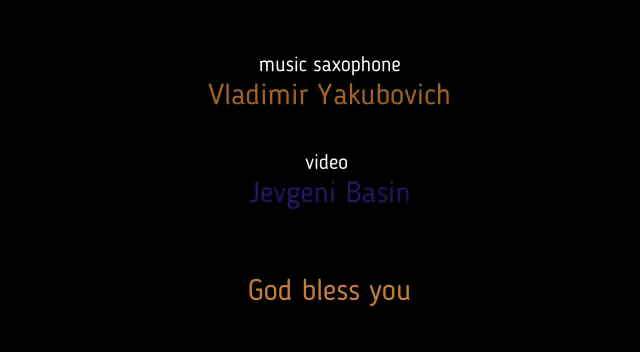 music saxophone
Vladimir Yakubovich
video
Jevgeni Basin
God bless you